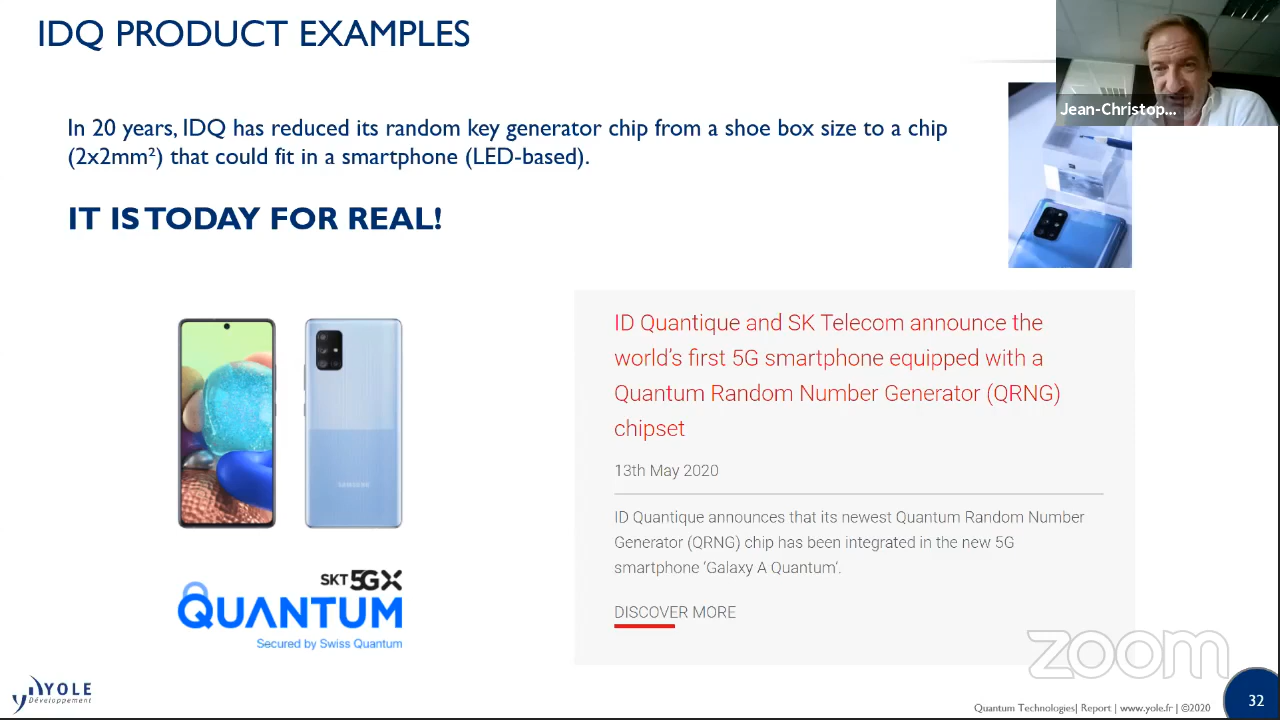 IDQ PRODUCT EXAMPLES
Jean-Christop...
In 20 years, IDQ has reduced its random key generator chip from a shoe box size to a chip
(2x2mm²) that could fit in a smartphone (LED-based).
IT IS TODAY FOR REAL!
SAMSUNG
SKT 5GX
QUANTUM
Secured by Swiss Quantum
ID Quantique and SK Telecom announce the
world's first 5G smartphone equipped with a
Quantum Random Number Generator (QRNG)
chipset
13th May 2020
ID Quantique announces that its newest Quantum Random Number
Generator (QRNG) chip has been integrated in the new 5G
smartphone ‘Galaxy A Quantum’.
DISCOVER MORE
zoom
YOLE
Développement
Quantum Technologies| Report | www.yole.fr | ©2020
32